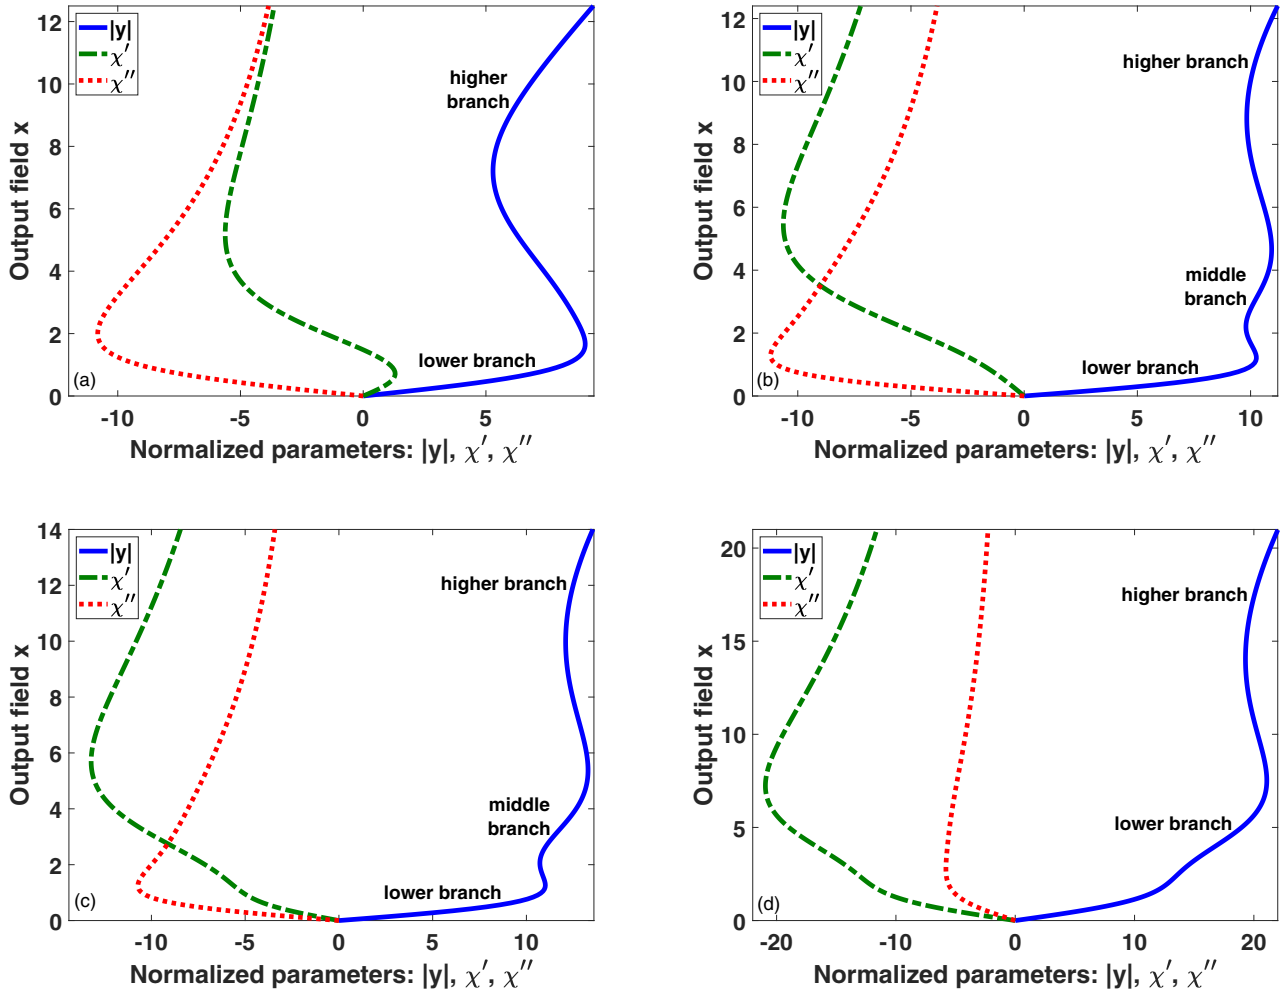 |y|
χ′
χ′′
higher
branch
lower branch
(a)
0
2
4
6
8
10
12
-10
-5
0
5
Output field x
Normalized parameters: |y|, χ′, χ′′
|y|
χ′
χ′′
higher branch
middle
branch
lower branch
(b)
0
2
4
6
8
10
12
-10
-5
0
5
10
Output field x
Normalized parameters: |y|, χ′, χ′′
|y|
χ′
χ′′
higher branch
middle
branch
lower branch
(c)
0
2
4
6
8
10
12
14
-10
-5
0
5
10
Output field x
Normalized parameters: |y|, χ′, χ′′
|y|
χ′
χ′′
higher branch
lower branch
(d)
0
5
10
15
20
-20
-10
0
10
20
Output field x
Normalized parameters: |y|, χ′, χ′′